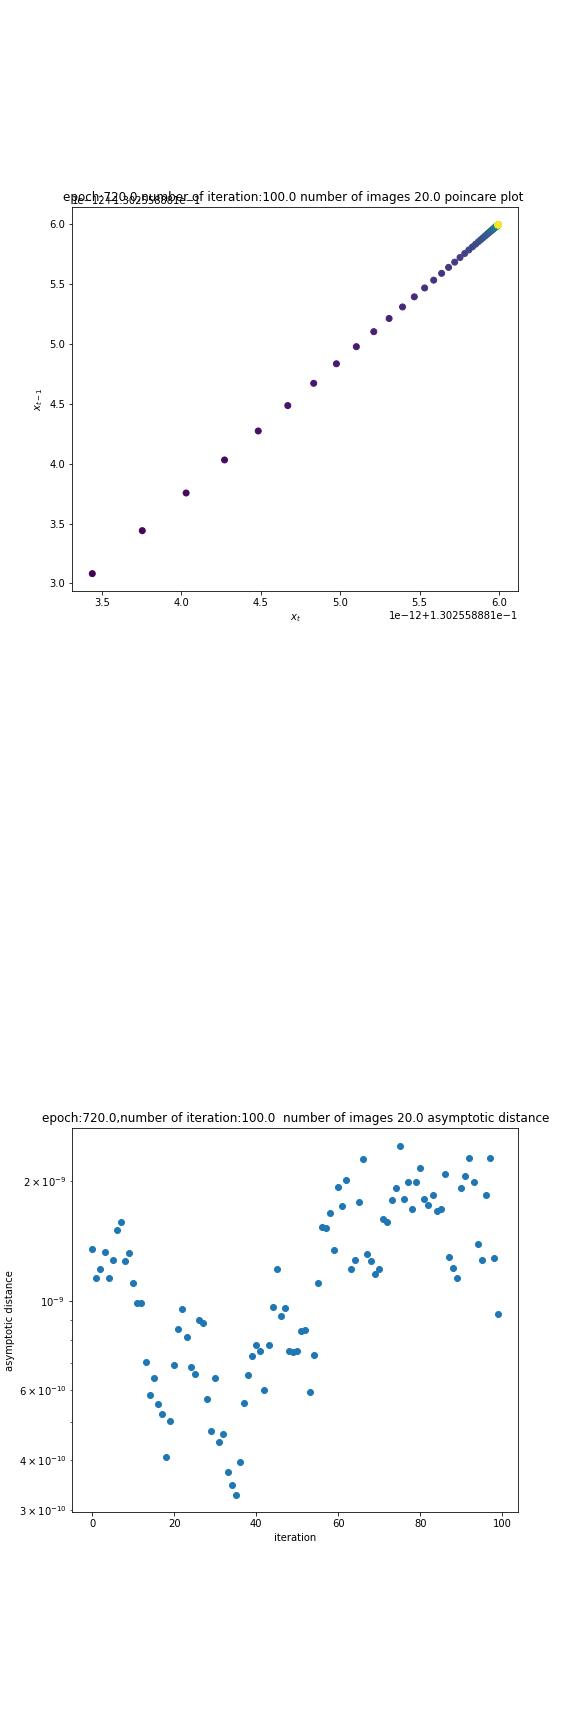 epoch:720.0,number of iteration:100.0 number of images 20.0 poincare plot
1e−12+1.302558881e−1
6.0
5.5
5.0
4.5
4.0
3.5
3.0
x_{t−1}
3.5 4.0 4.5 5.0 5.5 6.0
x_t
1e−12+1.302558881e−1
epoch:720.0,number of iteration:100.0 number of images 20.0 asymptotic distance
2 × 10⁻⁹
10⁻⁹
6 × 10⁻¹⁰
4 × 10⁻¹⁰
3 × 10⁻¹⁰
asymptotic distance
0 20 40 60 80 100
iteration